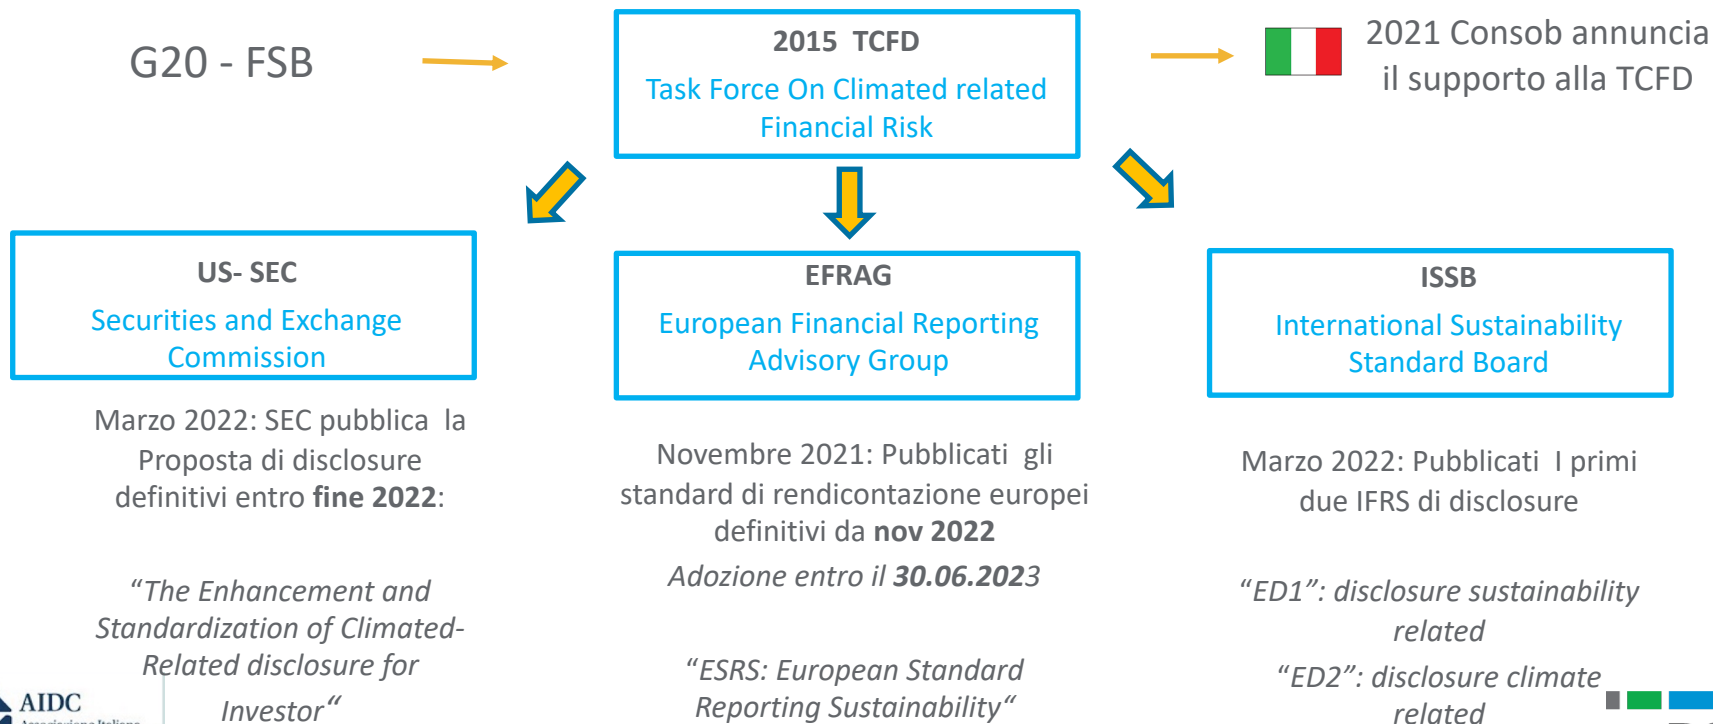 G20 - FSB
2015 TCFD
Task Force On Climated related
Financial Risk
2021 Consob annuncia
il supporto alla TCFD
US- SEC
Securities and Exchange
Commission
Marzo 2022: SEC pubblica la
Proposta di disclosure
definitivi entro fine 2022:
“The Enhancement and
Standardization of Climated-
Related disclosure for
Investor“
EFRAG
European Financial Reporting
Advisory Group
Novembre 2021: Pubblicati gli
standard di rendicontazione europei
definitivi da nov 2022
Adozione entro il 30.06.2023
“ESRS: European Standard
Reporting Sustainability“
ISSB
International Sustainability
Standard Board
Marzo 2022: Pubblicati I primi
due IFRS di disclosure
“ED1”: disclosure sustainability
related
“ED2”: disclosure climate
related
AIDC